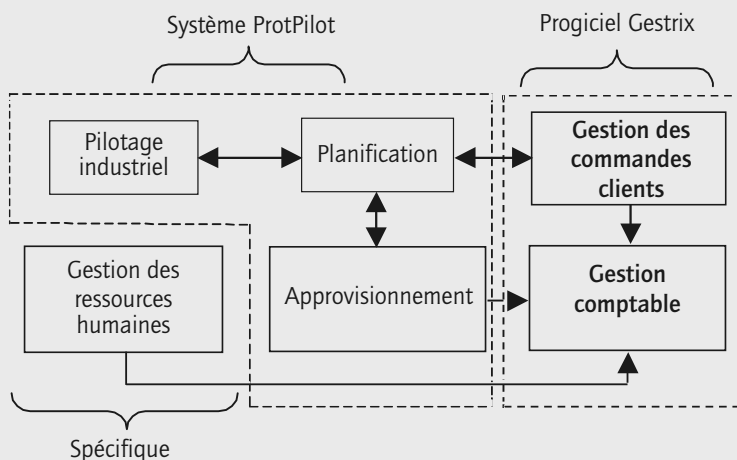 Système ProtPilot
Progiciel Gestrix
Pilotage
industriel
Planification
Gestion des
commandes
clients
Gestion des
ressources
humaines
Approvisionnement
Gestion
comptable
Spécifique